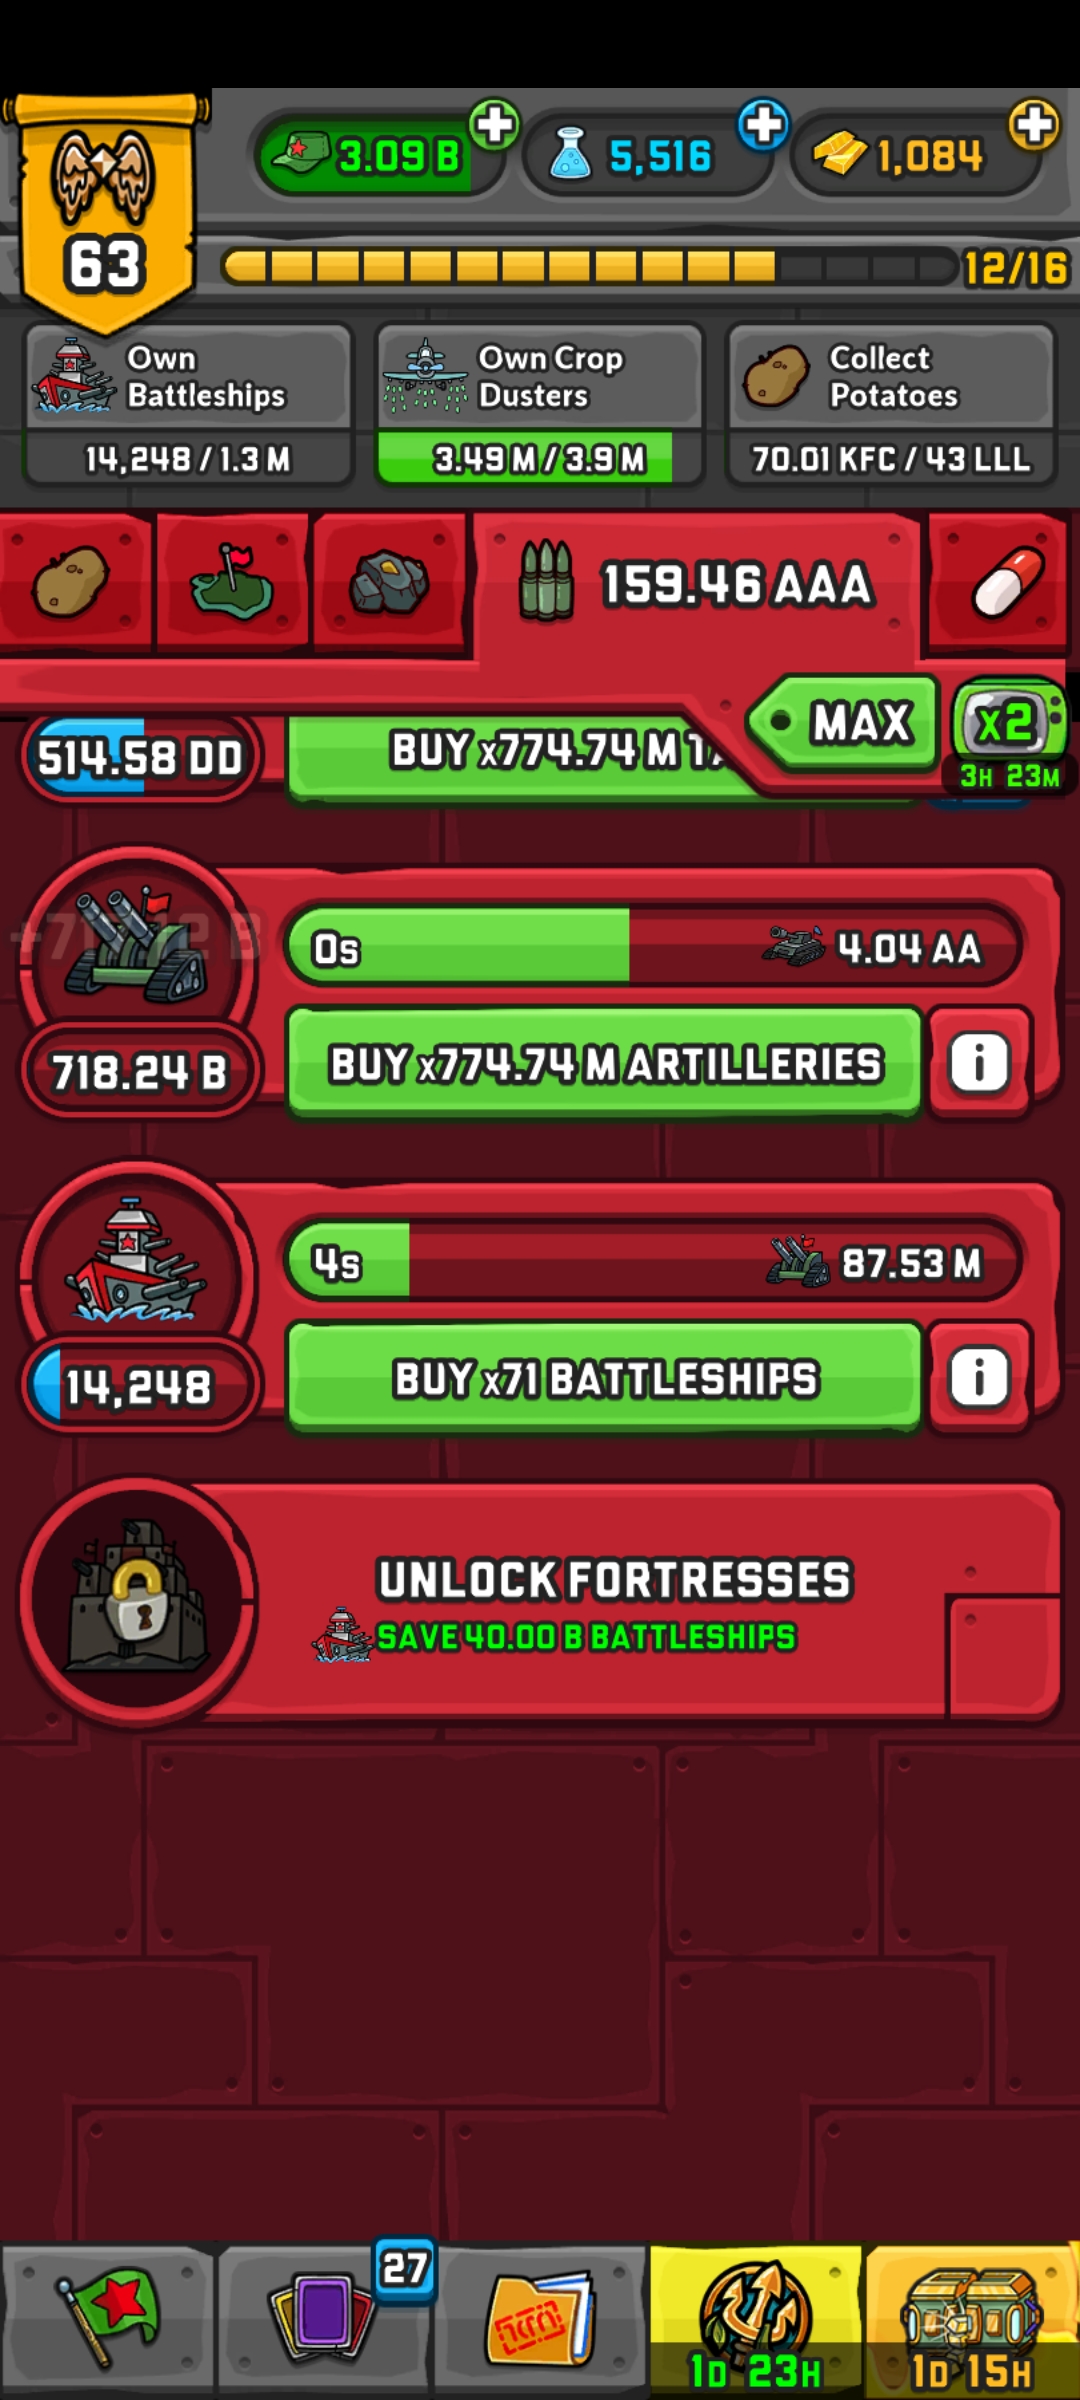 3.09 B
5,516
1,084
63
12/16
Own
Battleships
14,248 / 1.3 M
Own Crop
Dusters
3.49 M / 3.9 M
Collect
Potatoes
70.01 KFC / 43 LLL
159.46 AAA
MAX
x2
3H 23M
514.58 DD
BUY x774.74 M
0s
4.04 AA
718.24 B
BUY x774.74 M ARTILLERIES
i
4s
87.53 M
14,248
BUY x71 BATTLESHIPS
i
UNLOCK FORTRESSES
SAVE 40.00 B BATTLESHIPS
27
1D 23H
1D 15H